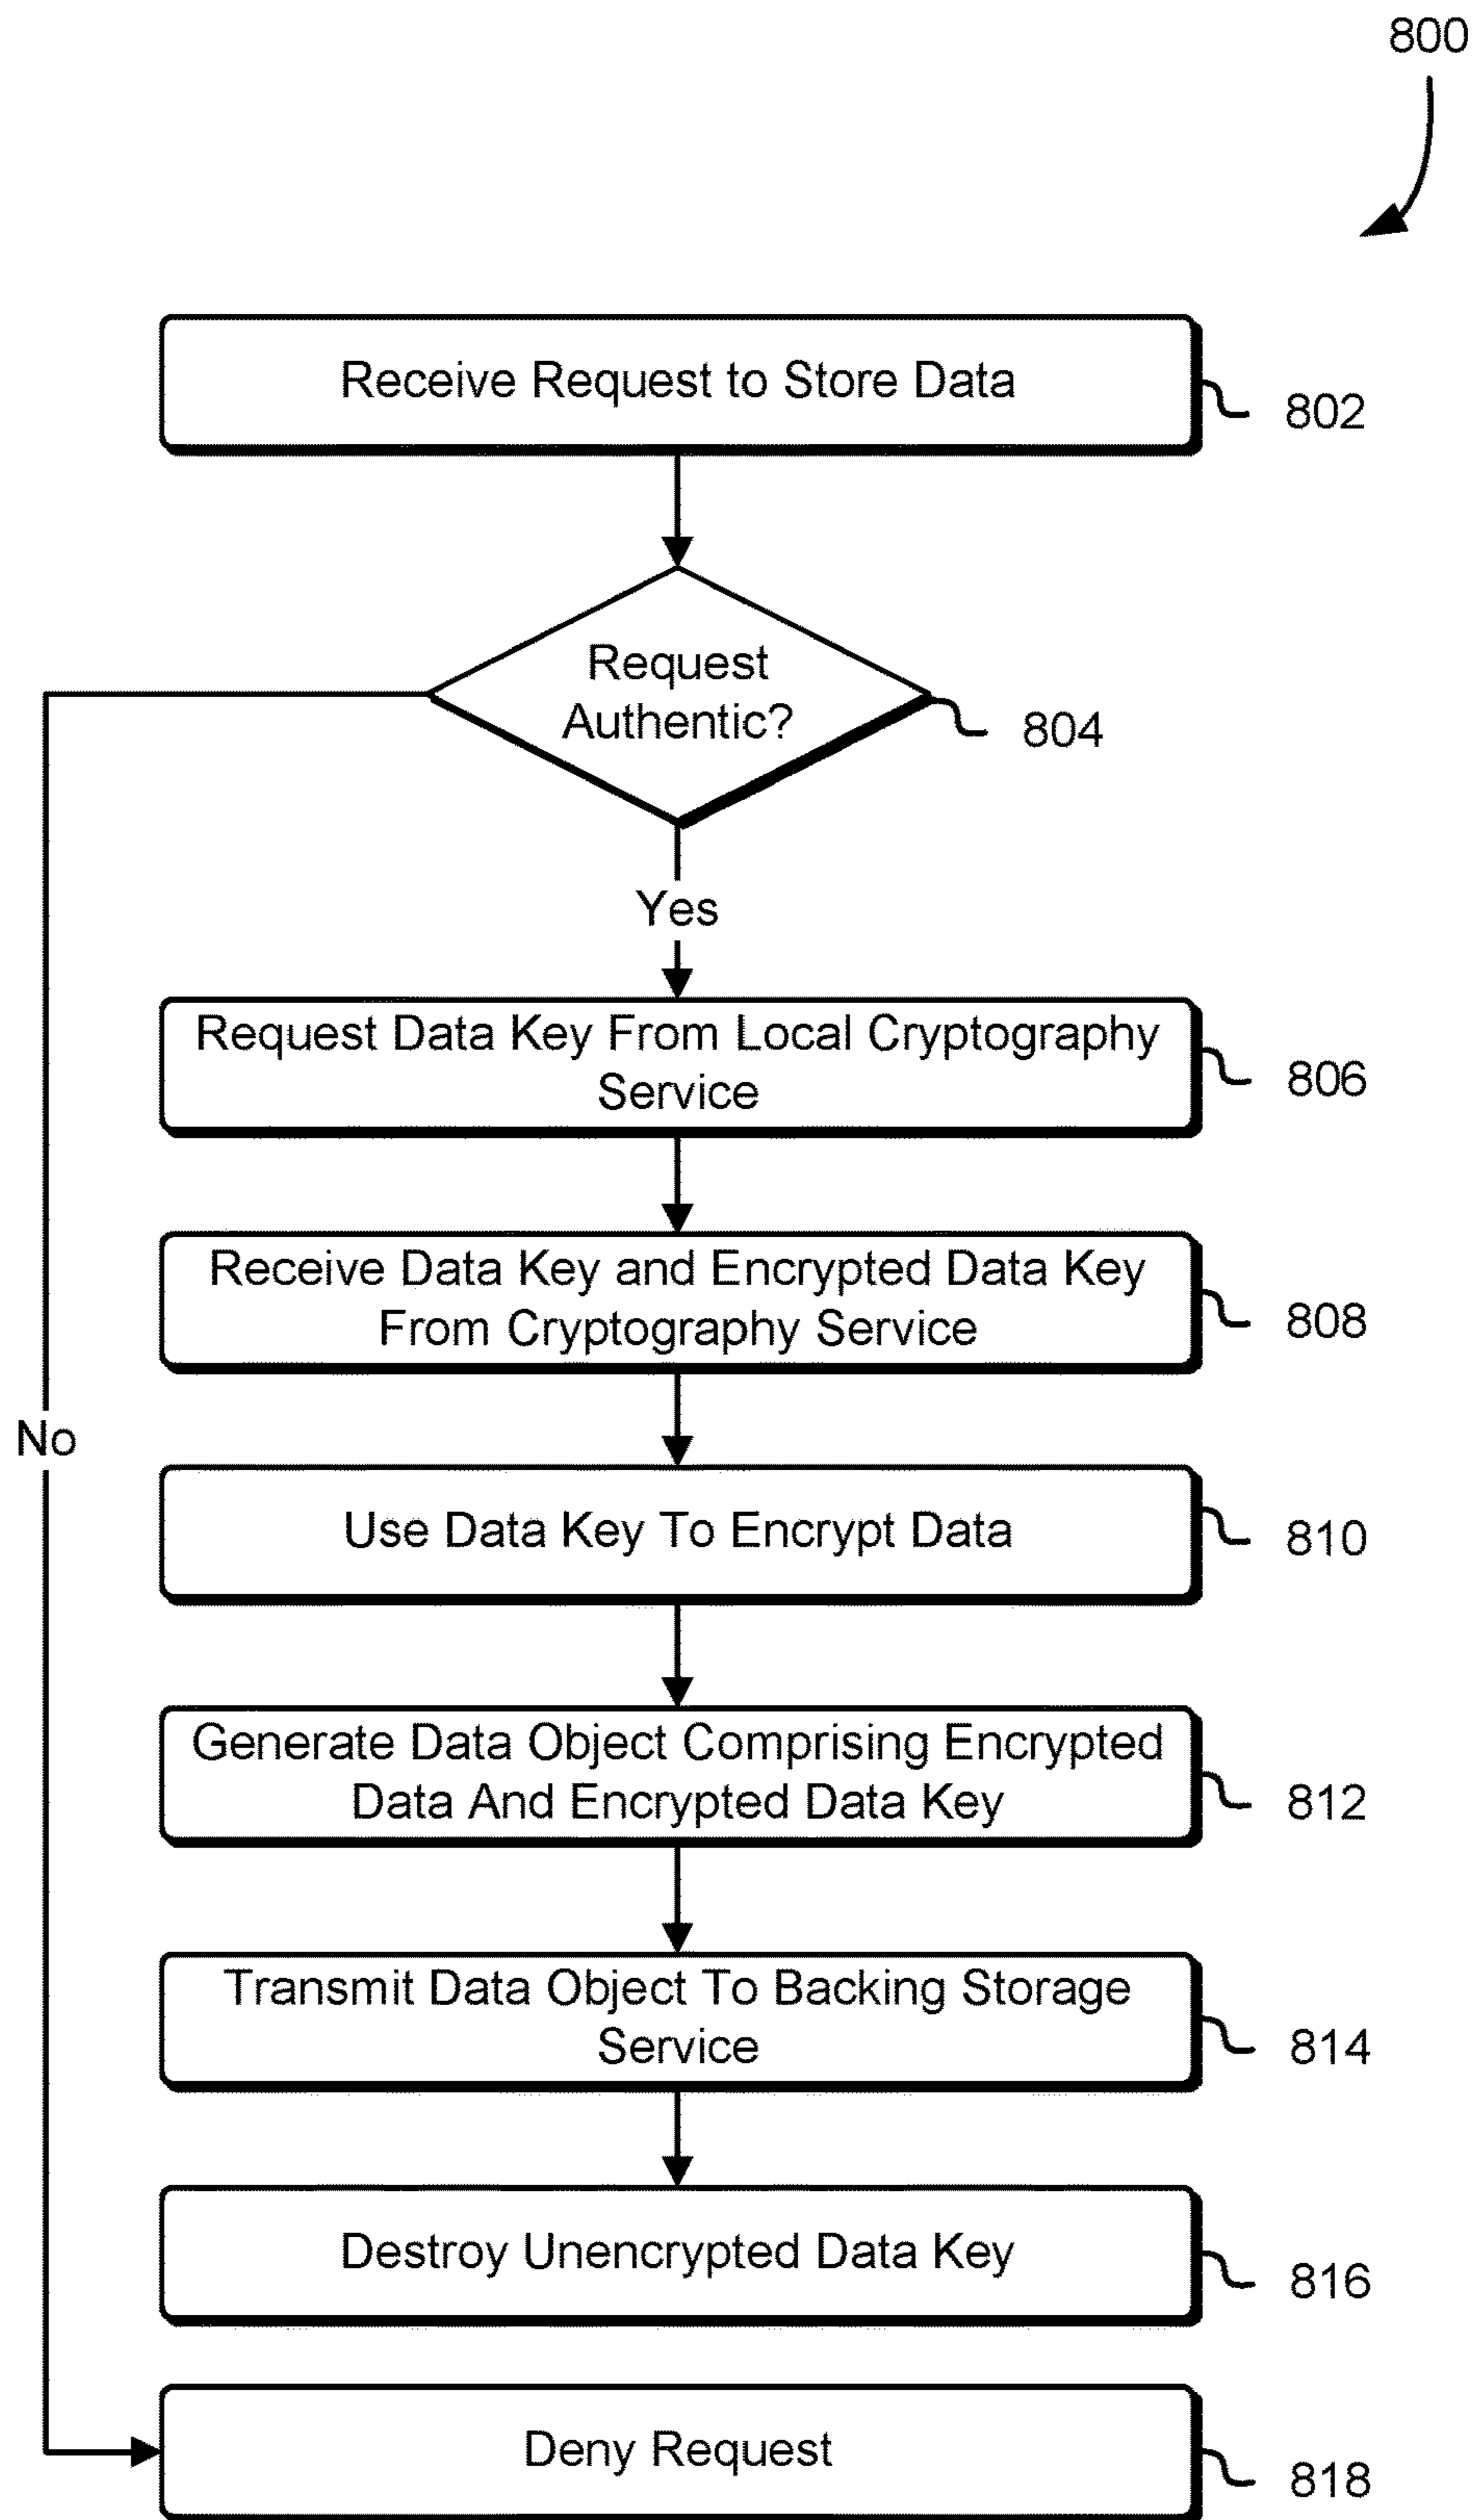 800
Receive Request to Store Data
802
Request
Authentic?
804
Yes
Request Data Key From Local Cryptography
Service
806
Receive Data Key and Encrypted Data Key
From Cryptography Service
808
No
Use Data Key To Encrypt Data
810
Generate Data Object Comprising Encrypted
Data And Encrypted Data Key
812
Transmit Data Object To Backing Storage
Service
814
Destroy Unencrypted Data Key
816
Deny Request
818